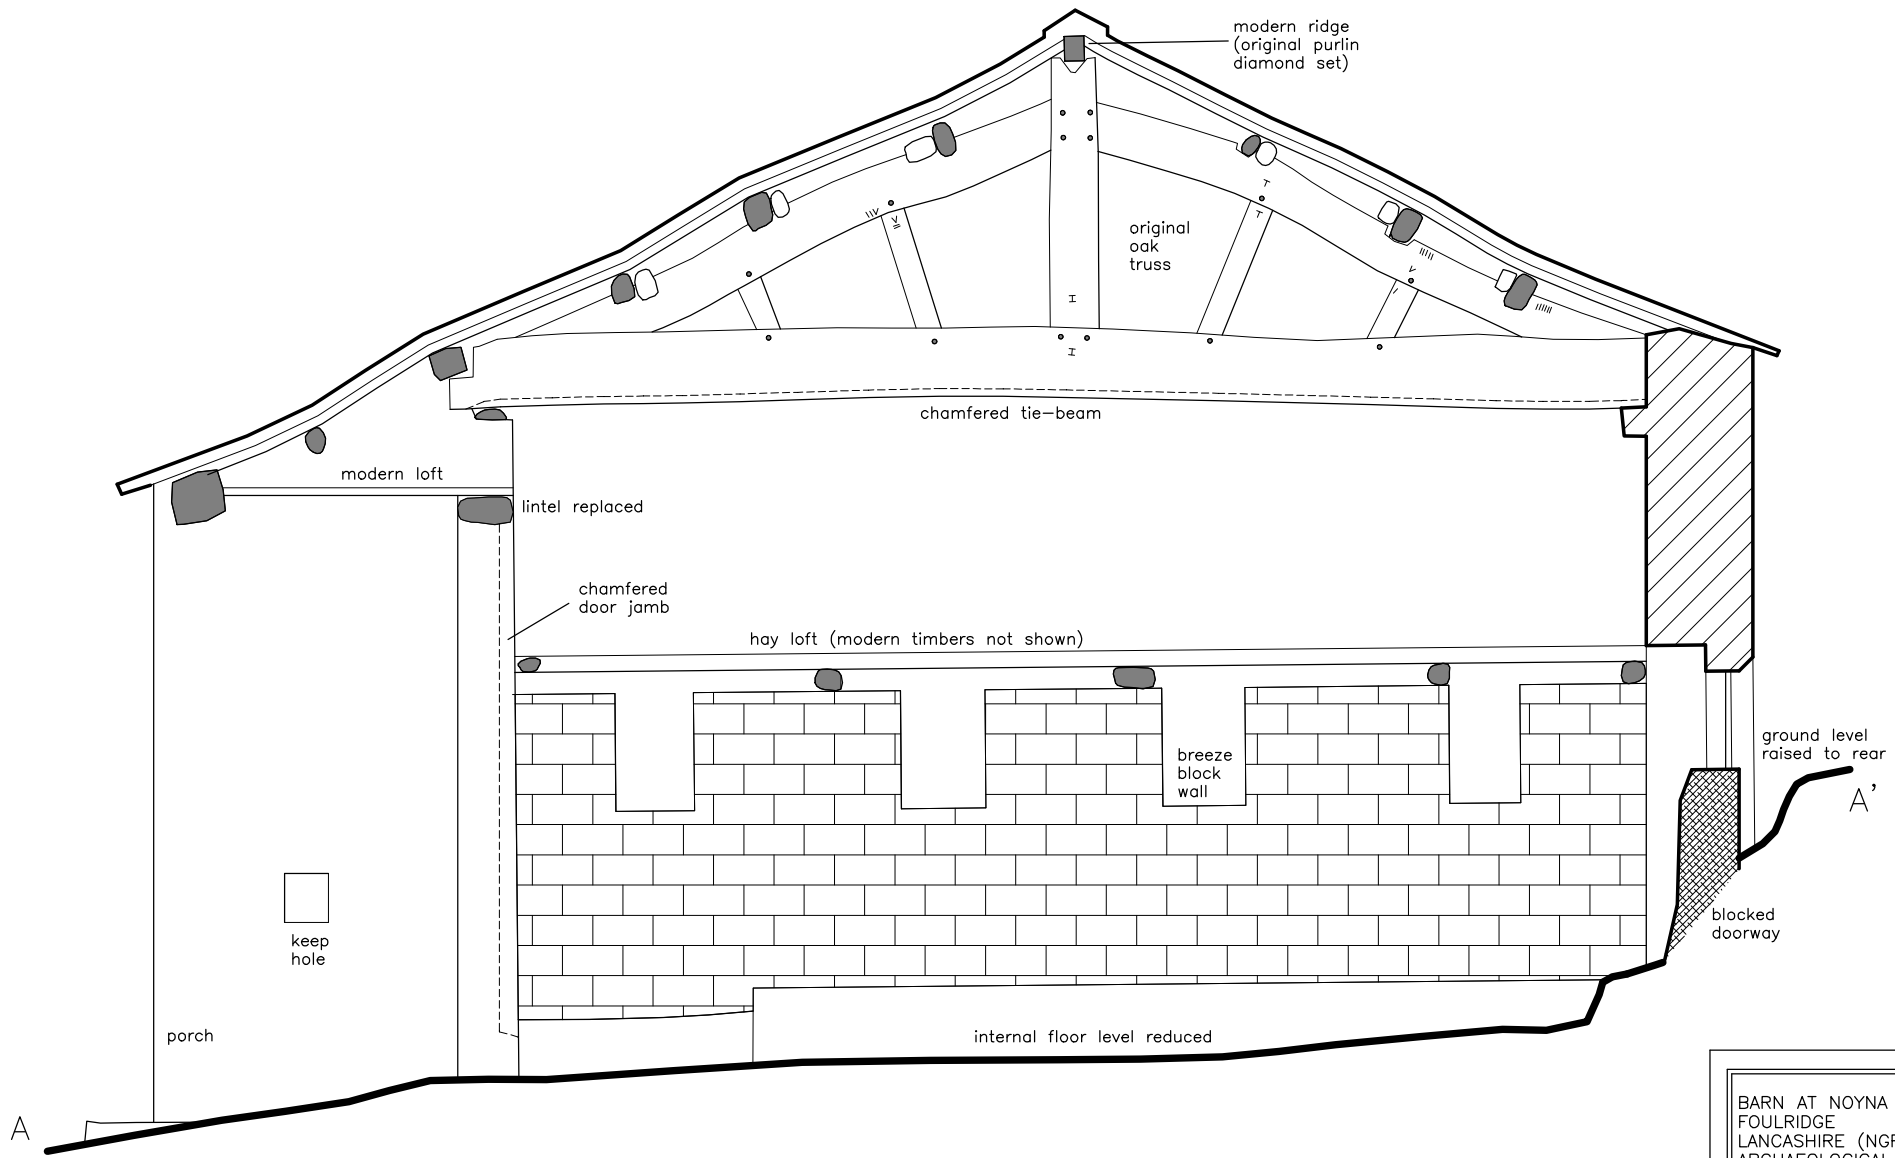 modern ridge
(original purlin
diamond set)
original
oak
truss
chamfered tie-beam
modern loft
lintel replaced
chamfered
door jamb
hay loft (modern timbers not shown)
breeze
block
wall
ground level
raised to rear
A'
keep
hole
blocked
doorway
porch
internal floor level reduced
A
BARN AT NOYNA
FOULRIDGE
LANCASHIRE (NGR
ARCHAEOLOGICAL